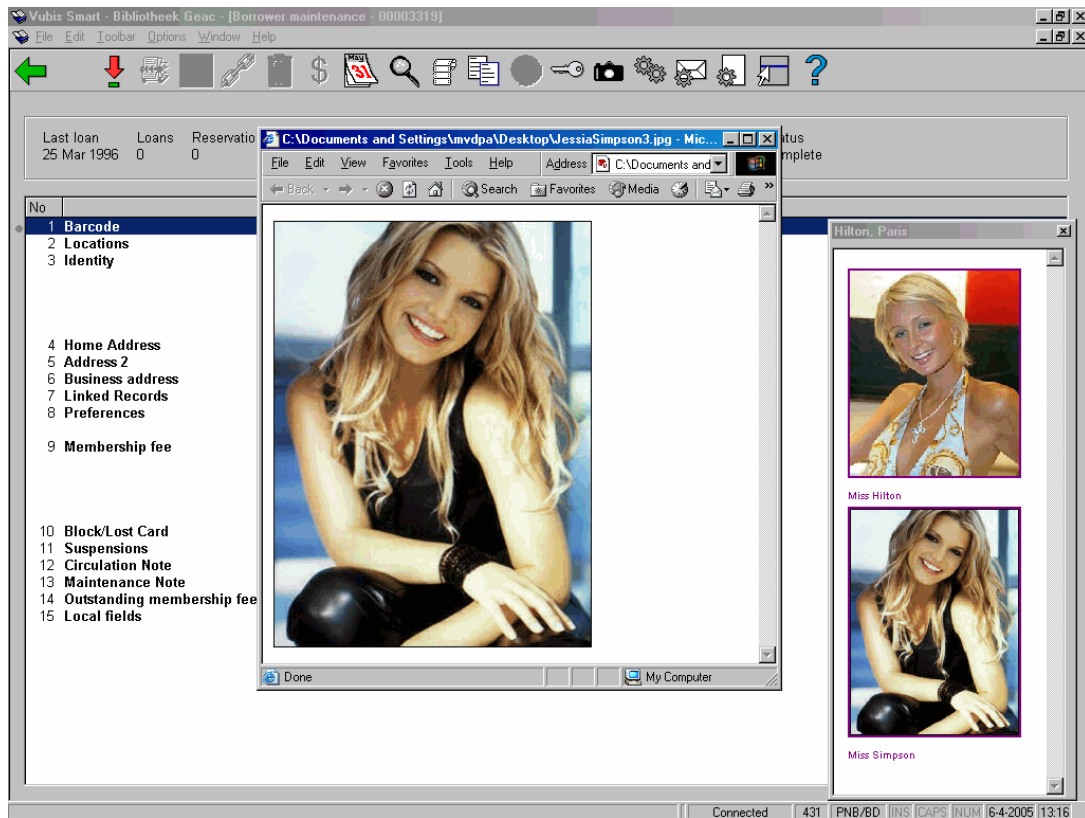 Vubis Smart - Bibliotheek Geac - [Borrower maintenance - 00003319]
File Edit Toolbar Options Window Help
MAY
31
$
?
Last loan Loans Reservatio atus
25 Mar 1996 0 0 mplete
C:\Documents and Settings\mvdpa\Desktop\JessiaSimpson3.jpg - Mic...
File Edit View Favorites Tools Help Address C:\Documents and
Back Search Favorites Media »
No
1 Barcode
2 Locations
3 Identity
4 Home Address
5 Address 2
6 Business address
7 Linked Records
8 Preferences
9 Membership fee
10 Block/Lost Card
11 Suspensions
12 Circulation Note
13 Maintenance Note
14 Outstanding membership fee
15 Local fields
Done My Computer
Hilton, Paris
Miss Hilton
Miss Simpson
Connected 431 PNB/BD INS CAPS NUM 6-4-2005 13:16